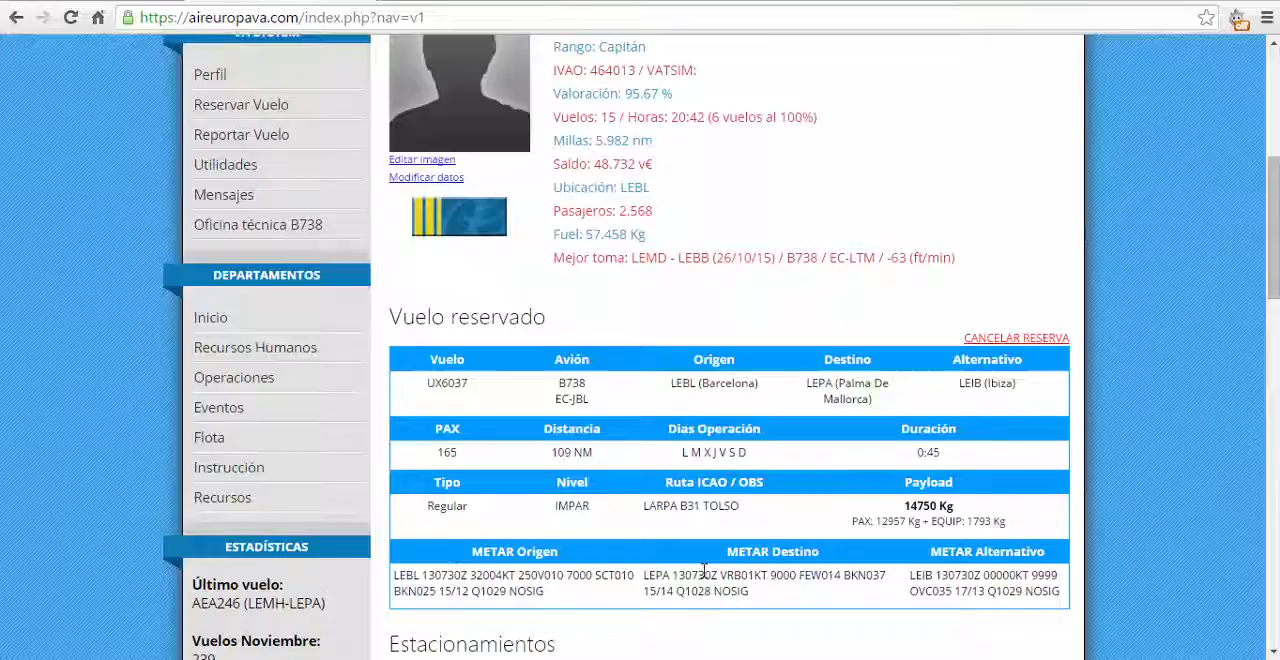 https://aireuropava.com/index.php?nav=v1
off
Perfil
Reservar Vuelo
Reportar Vuelo
Utilidades
Mensajes
Oficina técnica B738
DEPARTAMENTOS
Inicio
Recursos Humanos
Operaciones
Eventos
Flota
Instrucción
Recursos
ESTADÍSTICAS
Último vuelo:
AEA246 (LEMH-LEPA)
Vuelos Noviembre:
239
Editar imagen
Modificar datos
Rango: Capitán
IVAO: 464013 / VATSIM:
Valoración: 95.67 %
Vuelos: 15 / Horas: 20:42 (6 vuelos al 100%)
Millas: 5.982 nm
Saldo: 48.732 v€
Ubicación: LEBL
Pasajeros: 2.568
Fuel: 57.458 Kg
Mejor toma: LEMD - LEBB (26/10/15) / B738 / EC-LTM / -63 (ft/min)
Vuelo reservado
CANCELAR RESERVA
Vuelo Avión Origen Destino Alternativo
UX6037 B738 LEBL (Barcelona) LEPA (Palma De LEIB (Ibiza)
EC-JBL Mallorca)
PAX Distancia Dias Operación Duración
165 109 NM L M X J V S D 0:45
Tipo Nivel Ruta ICAO / OBS Payload
Regular IMPAR LARPA B31 TOLSO 14750 Kg
PAX: 12957 Kg + EQUIP: 1793 Kg
METAR Origen METAR Destino METAR Alternativo
LEBL 130730Z 32004KT 250V010 7000 SCT010 LEPA 130730Z VRB01KT 9000 FEW014 BKN037 LEIB 130730Z 00000KT 9999
BKN025 15/12 Q1029 NOSIG 15/14 Q1028 NOSIG OVC035 17/13 Q1029 NOSIG
Estacionamientos